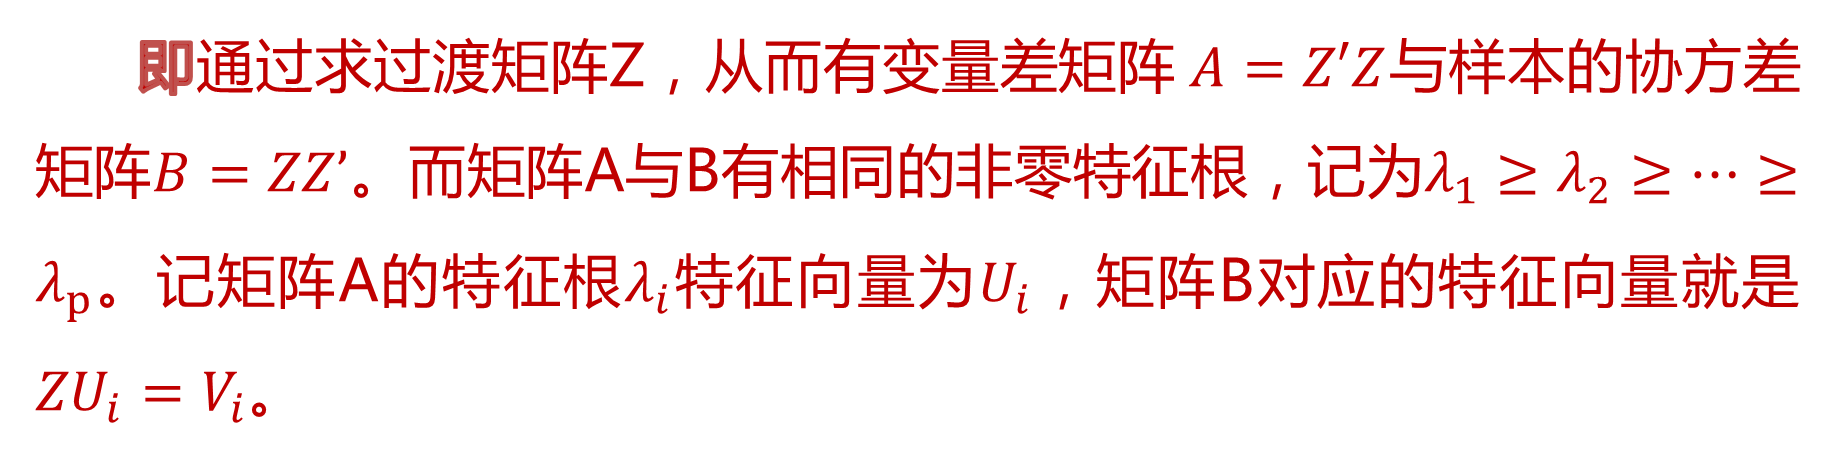 即通过求过渡矩阵Z，从而有变量差矩阵 A = Z′Z与样本的协方差
矩阵B = ZZ’。而矩阵A与B有相同的非零特征根，记为λ₁ ≥ λ₂ ≥ ⋯ ≥
λₚ。记矩阵A的特征根λᵢ特征向量为Uᵢ，矩阵B对应的特征向量就是
ZUᵢ = Vᵢ。